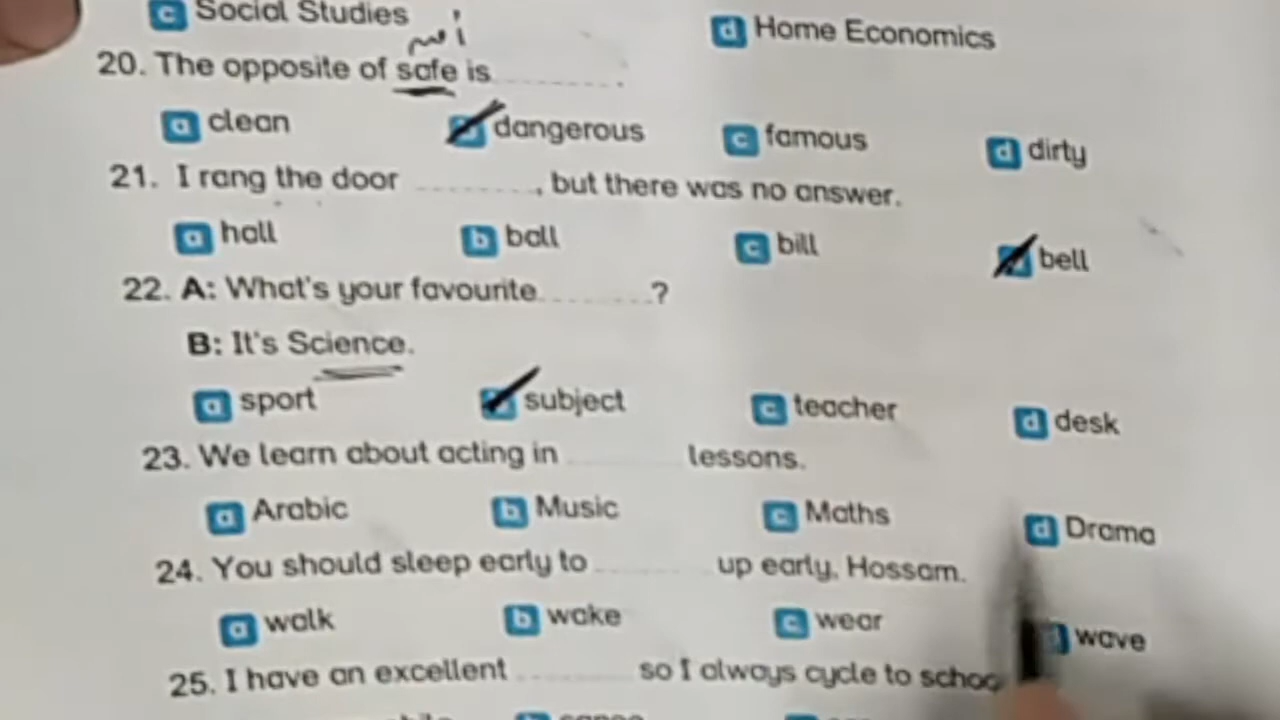 c Social Studies d Home Economics
20. The opposite of safe is ............ .
a clean dangerous c famous d dirty
21. I rang the door ............, but there was no answer.
a hall b ball c bill bell
22. A: What's your favourite ............?
B: It's Science.
a sport subject c teacher d desk
23. We learn about acting in ............ lessons.
a Arabic b Music c Maths d Drama
24. You should sleep early to ............ up early, Hossam.
a walk b wake c wear wave
25. I have an excellent ............ so I always cycle to school